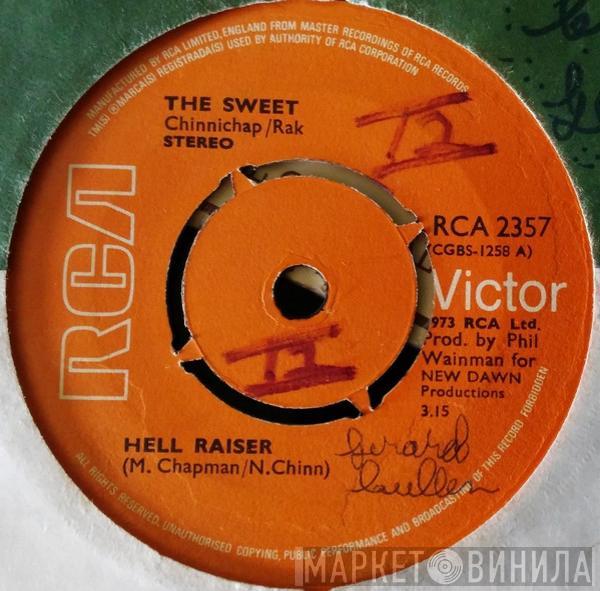 MANUFACTURED BY RCA LIMITED, ENGLAND FROM MASTER RECORDINGS OF RCA RECORDS
TM(S) ® MARCA(S) REGISTRADA(S) USED BY AUTHORITY OF RCA CORPORATION
THE SWEET
Chinnichap/Rak
STEREO
RCA
RCA 2357
(CGBS-1258 A)
Victor
1973 RCA Ltd.
Prod. by Phil
Wainman for
NEW DAWN
Productions
3.15
HELL RAISER
(M. Chapman/N.Chinn)
Gerard
Cullen
ALL RIGHTS RESERVED. UNAUTHORISED COPYING, PUBLIC PERFORMANCE AND BROADCASTING OF THIS RECORD FORBIDDEN
МАРКЕТ ВИНИЛА